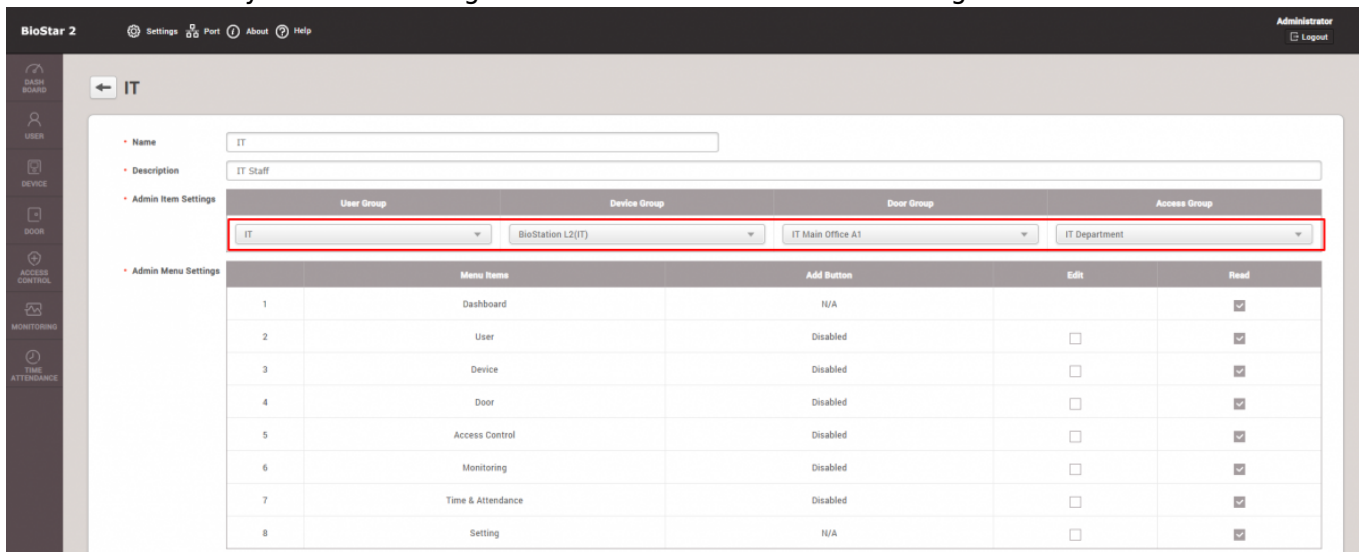 BioStar 2 Settings Port About Help Administrator
Logout
DASH
BOARD
USER
DEVICE
DOOR
ACCESS
CONTROL
MONITORING
TIME
ATTENDANCE
IT
Name IT
Description IT Staff
Admin Item Settings User Group Device Group Door Group Access Group
IT BioStation L2(IT) IT Main Office A1 IT Department
Admin Menu Settings Menu Items Add Button Edit Read
1 Dashboard N/A
2 User Disabled
3 Device Disabled
4 Door Disabled
5 Access Control Disabled
6 Monitoring Disabled
7 Time & Attendance Disabled
8 Setting N/A